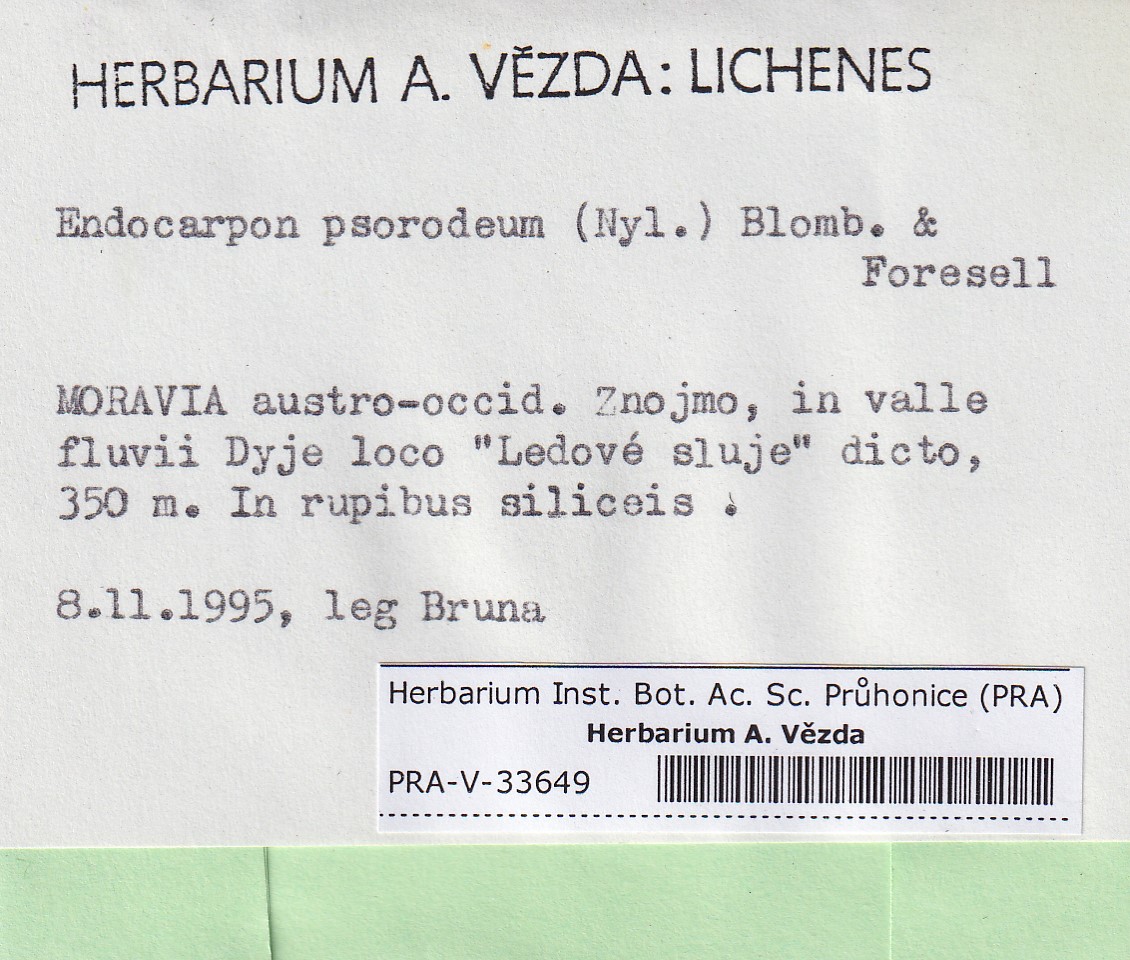 HERBARIUM A. VĚZDA: LICHENES
Endocarpon psorodeum (Nyl.) Blomb. &
Foresell
MORAVIA austro-occid. Znojmo, in valle
fluvii Dyje loco "Ledové sluje" dicto,
350 m. In rupibus siliceis .
8.11.1995, leg Bruna
Herbarium Inst. Bot. Ac. Sc. Průhonice (PRA)
Herbarium A. Vězda
PRA-V-33649